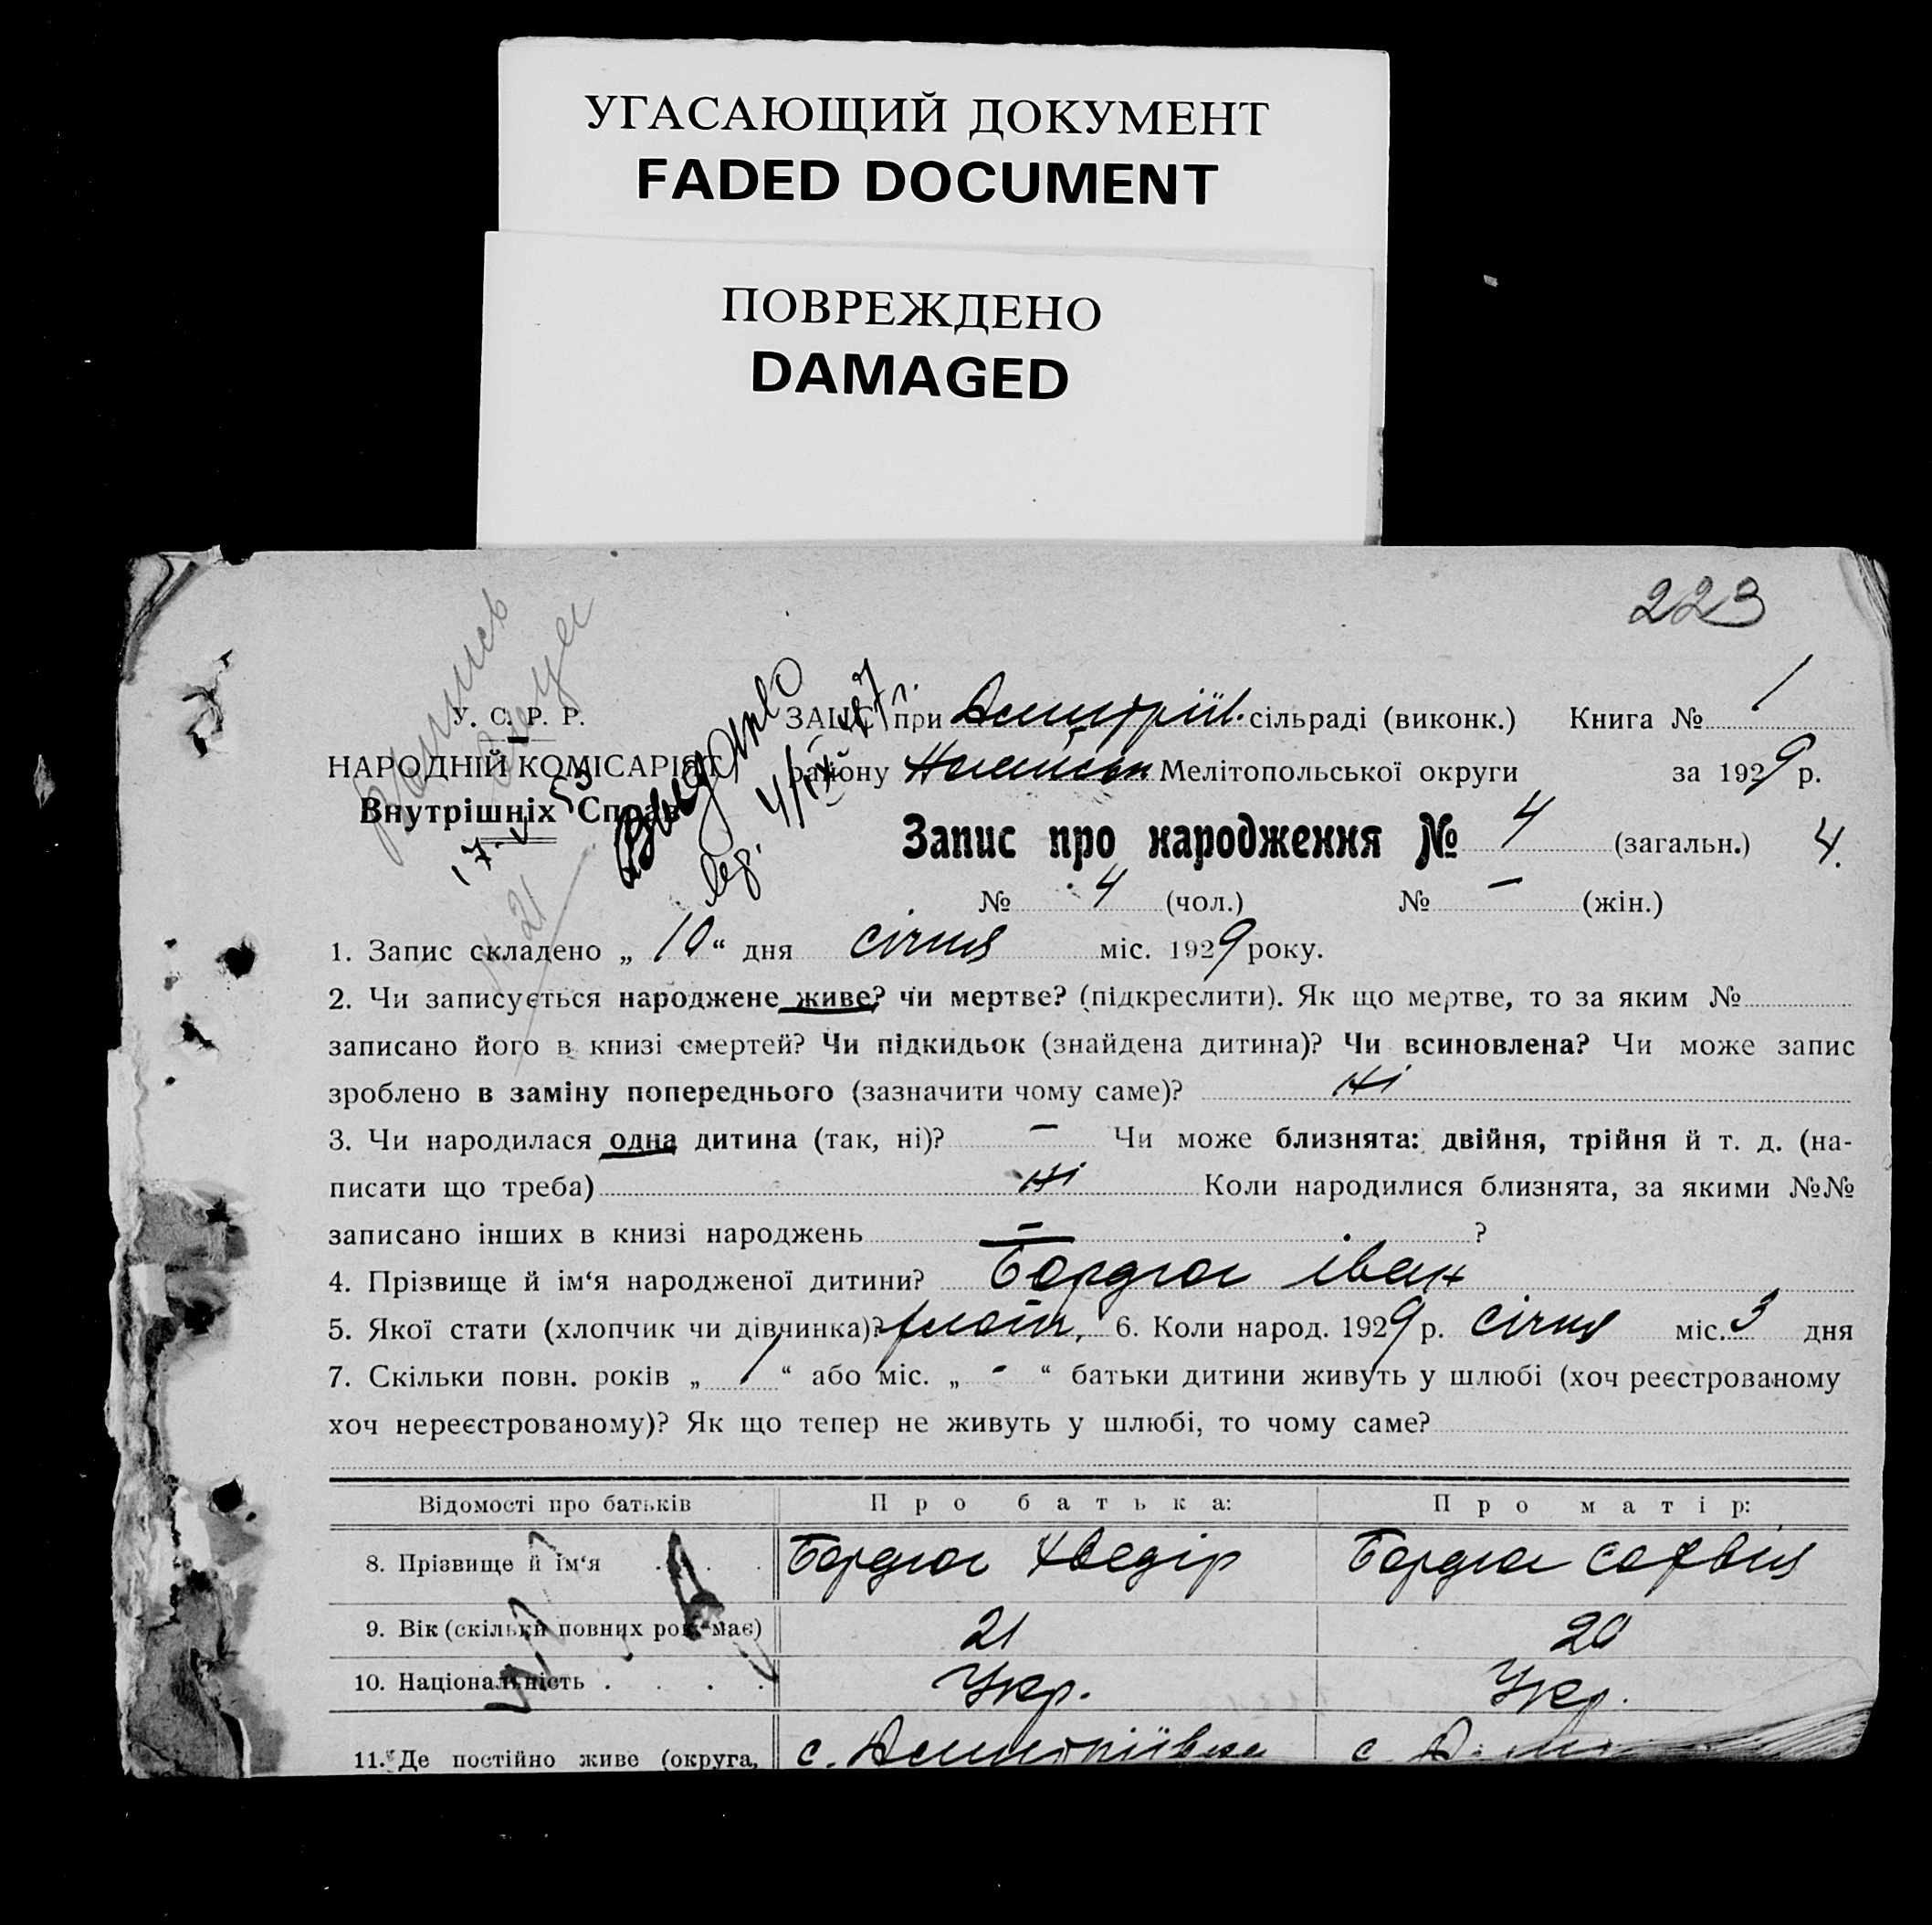 УГАСАЮЩИЙ ДОКУМЕНТ
FADED DOCUMENT
ПОВРЕЖДЕНО
DAMAGED
223
У. С. Р. Р.
НАРОДНІЙ КОМІСАРІЯТ
Внутрішніх Справ
Видано
ЗАЦС при Дмитрїів. сільраді (виконк.) Книга № 1
району Мелітопольської округи за 1929 р.
Запис про народження № 4 (загальн.) 4.
№ 4 (чол.) № – (жін.)
1. Запис складено „ 10 “ дня січня міс. 1929 року.
2. Чи записується народжене живе? чи мертве? (підкреслити). Як що мертве, то за яким №
записано його в книзі смертей? Чи підкидьок (знайдена дитина)? Чи всиновлена? Чи може запис
зроблено в заміну попереднього (зазначити чому саме)? Ні
3. Чи народилася одна дитина (так, ні)? – Чи може близнята: двійня, трійня й т. д. (на-
писати що треба) Ні Коли народилися близнята, за якими №№
записано інших в книзі народжень – ?
4. Прізвище й ім‘я народженої дитини? Бардюг Іван
5. Якої стати (хлопчик чи дівчинка)? 6. Коли народ. 1929 р. січня міс. 3 дня
7. Скільки повн. років „ 1 “ або міс. „ - “ батьки дитини живуть у шлюбі (хоч реєстрованому
хоч нереєстрованому)? Як що тепер не живуть у шлюбі, то чому саме?
Відомості про батьків Про батька: Про матір:
8. Прізвище й ім‘я Бардюг Хведір Бардюг Софвія
9. Вік (скільки повних рок. має) 21 20
10. Національність Укр. Укр.
11. Де постійно живе (округа, с. Дмитріївка с.